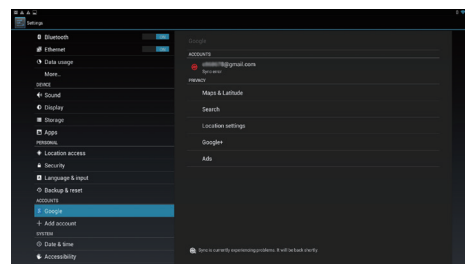 Settings
Bluetooth
Ethernet
Data usage
More...
DEVICE
Sound
Display
Storage
Apps
PERSONAL
Location access
Security
Language & input
Backup & reset
ACCOUNTS
Google
Add account
SYSTEM
Date & time
Accessibility
Google
ACCOUNTS
@gmail.com
Sync error
PRIVACY
Maps & Latitude
Search
Location settings
Google+
Ads
Sync is currently experiencing problems. It will be back shortly.